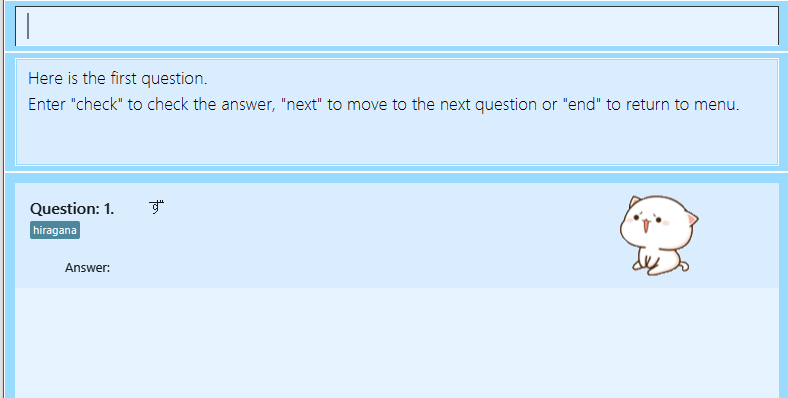 Here is the first question.
Enter "check" to check the answer, "next" to move to the next question or "end" to return to menu.
Question: 1. ず
hiragana
Answer: